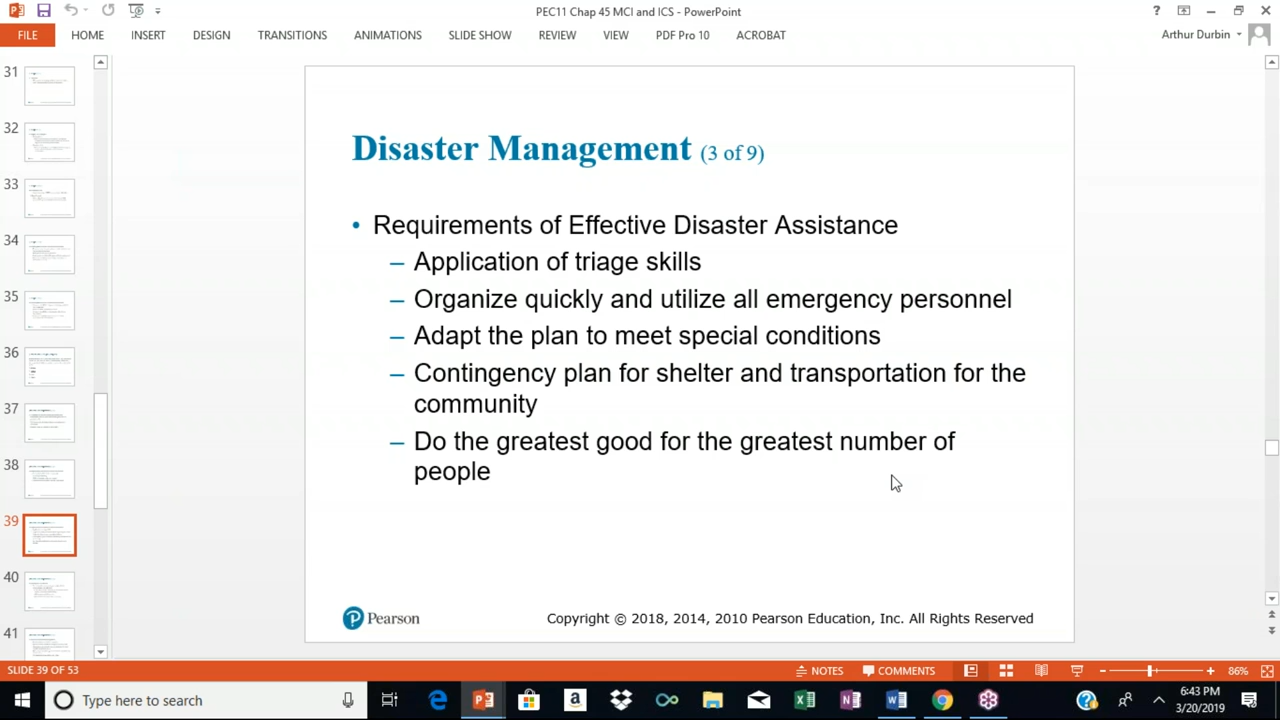 PEC11 Chap 45 MCI and ICS - PowerPoint
?
FILE
HOME
INSERT
DESIGN
TRANSITIONS
ANIMATIONS
SLIDE SHOW
REVIEW
VIEW
PDF Pro 10
ACROBAT
Arthur Durbin
31
32
33
34
35
36
37
38
39
40
41
Disaster Management (3 of 9)
• Requirements of Effective Disaster Assistance
– Application of triage skills
– Organize quickly and utilize all emergency personnel
– Adapt the plan to meet special conditions
– Contingency plan for shelter and transportation for the
community
– Do the greatest good for the greatest number of
people
Pearson
Copyright © 2018, 2014, 2010 Pearson Education, Inc. All Rights Reserved
SLIDE 39 OF 53
NOTES
COMMENTS
86%
Type here to search
6:43 PM
3/20/2019